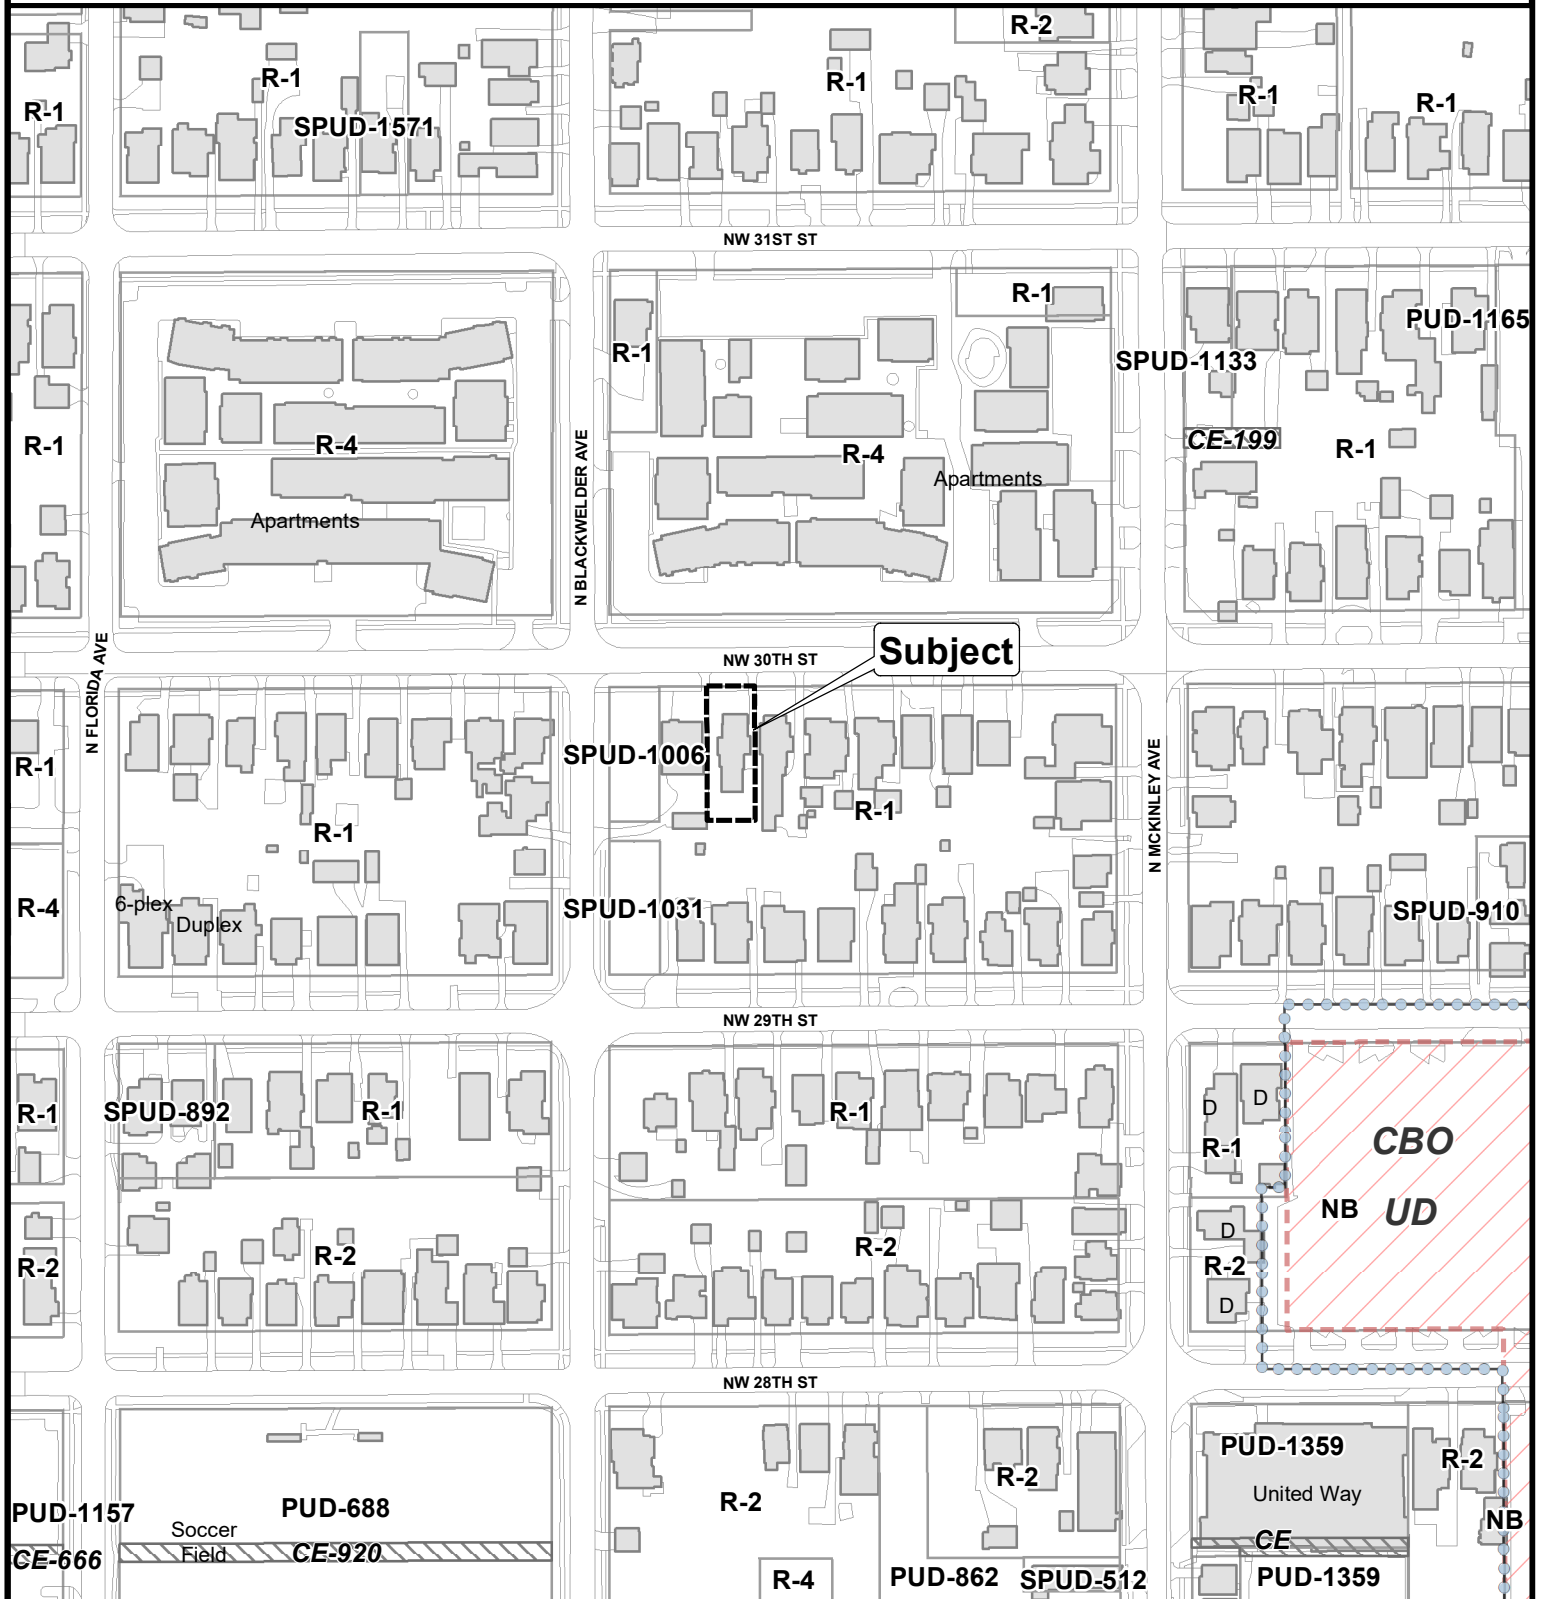 R-2
R-1
R-1
R-1
R-1
R-1
SPUD-1571
NW 31ST ST
R-1
PUD-1165
R-1
SPUD-1133
R-4
CE-199
R-1
R-1
R-4
Apartments
Apartments
N BLACKWELDER AVE
N FLORIDA AVE
NW 30TH ST
Subject
SPUD-1006
R-1
N MCKINLEY AVE
R-1
R-1
6-plex
Duplex
R-4
SPUD-1031
SPUD-910
NW 29TH ST
R-1
SPUD-892
R-1
R-1
D
D
R-1
CBO
NB
UD
D
R-2
R-2
R-2
R-2
D
NW 28TH ST
PUD-1359
R-2
R-2
United Way
R-2
PUD-1157
PUD-688
NB
Soccer
Field
CE-666
CE-920
CE
R-4
PUD-862
SPUD-512
PUD-1359